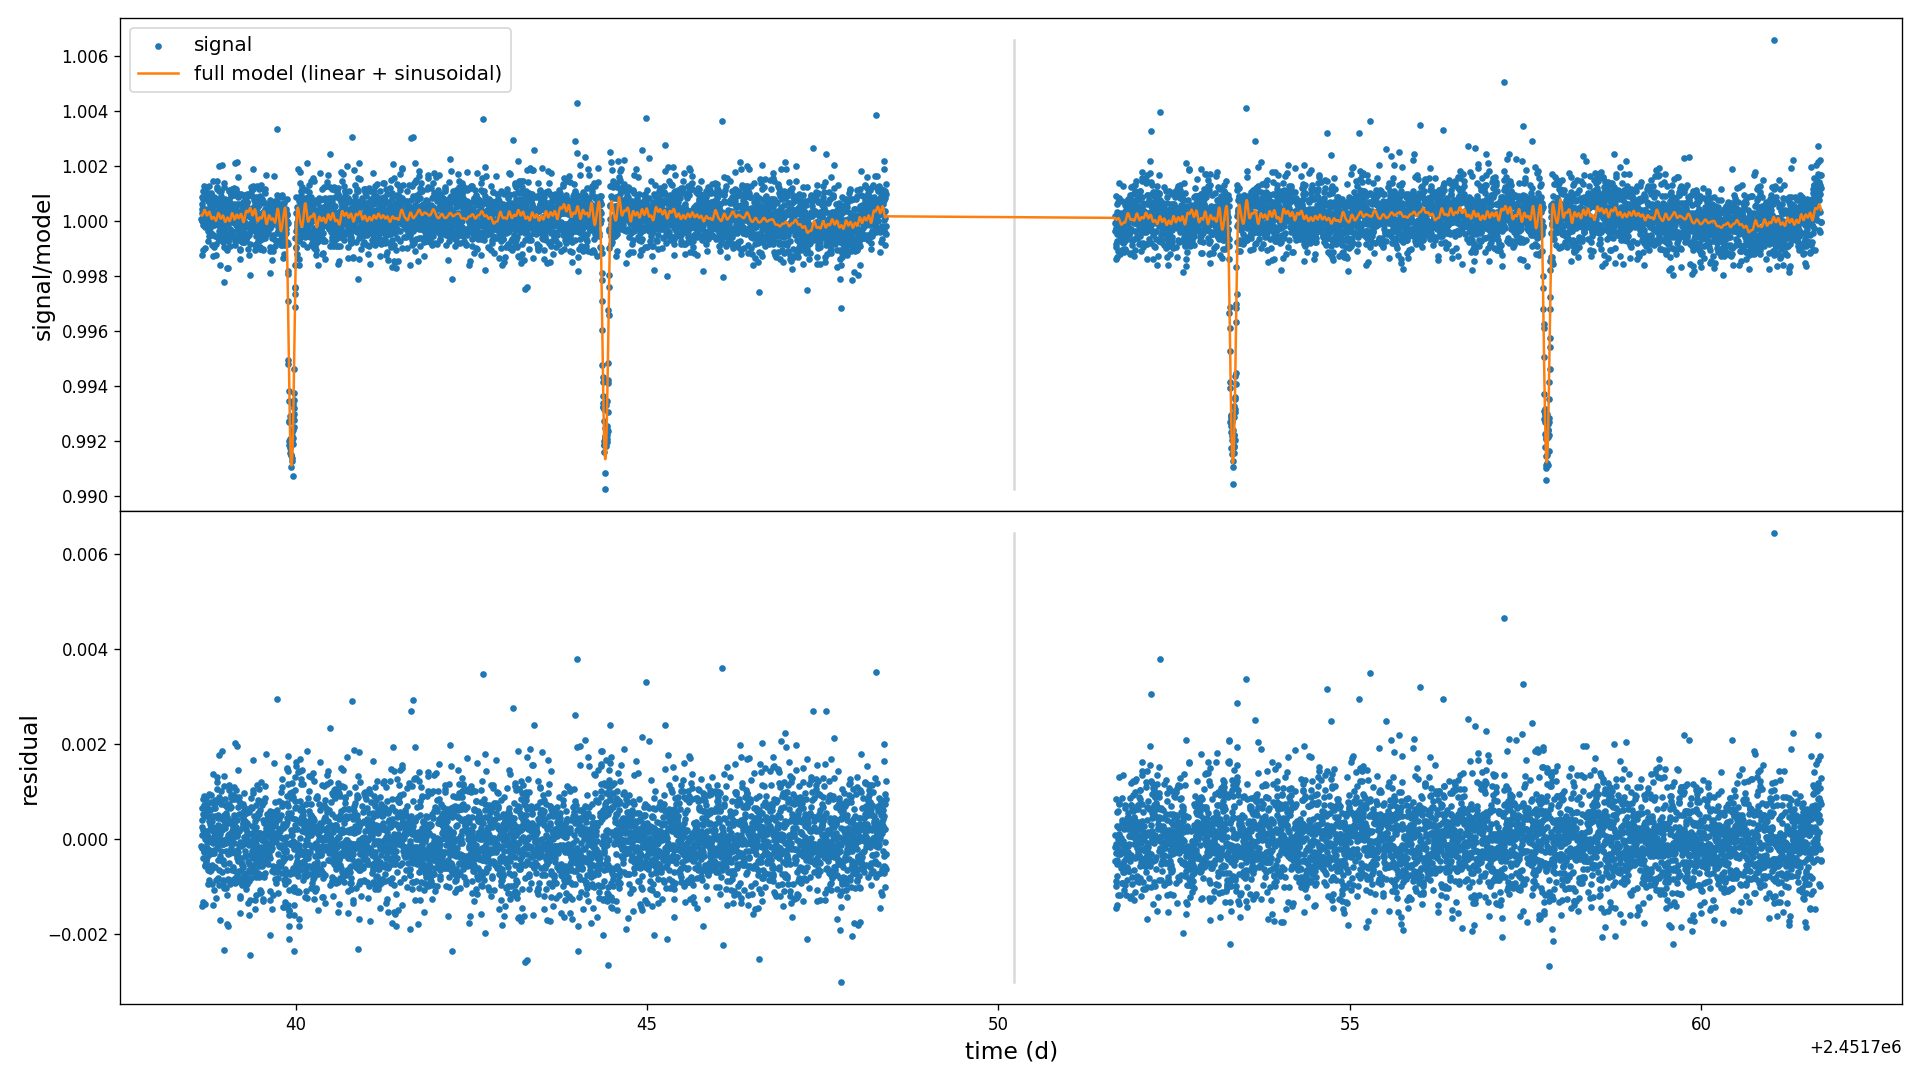 signal
full model (linear + sinusoidal)
signal/model
1.006
1.004
1.002
1.000
0.998
0.996
0.994
0.992
0.990
residual
0.006
0.004
0.002
0.000
−0.002
40 45 50 55 60
time (d)
+2.4517e6